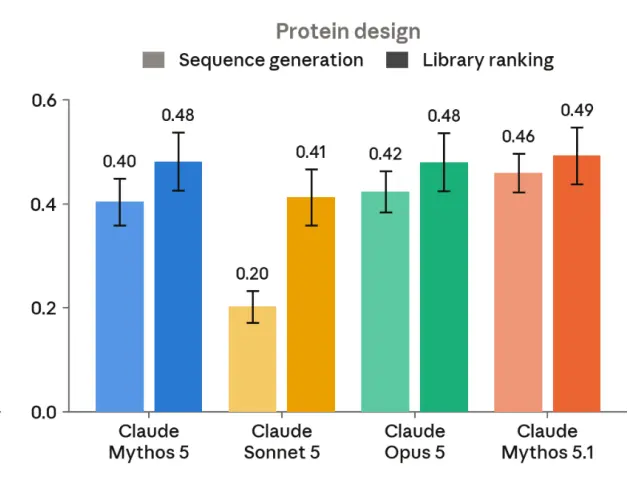 Protein design
Sequence generation Library ranking
0.6
0.4
0.2
0.0
0.40
0.48
0.20
0.41
0.42
0.48
0.46
0.49
Claude
Mythos 5
Claude
Sonnet 5
Claude
Opus 5
Claude
Mythos 5.1